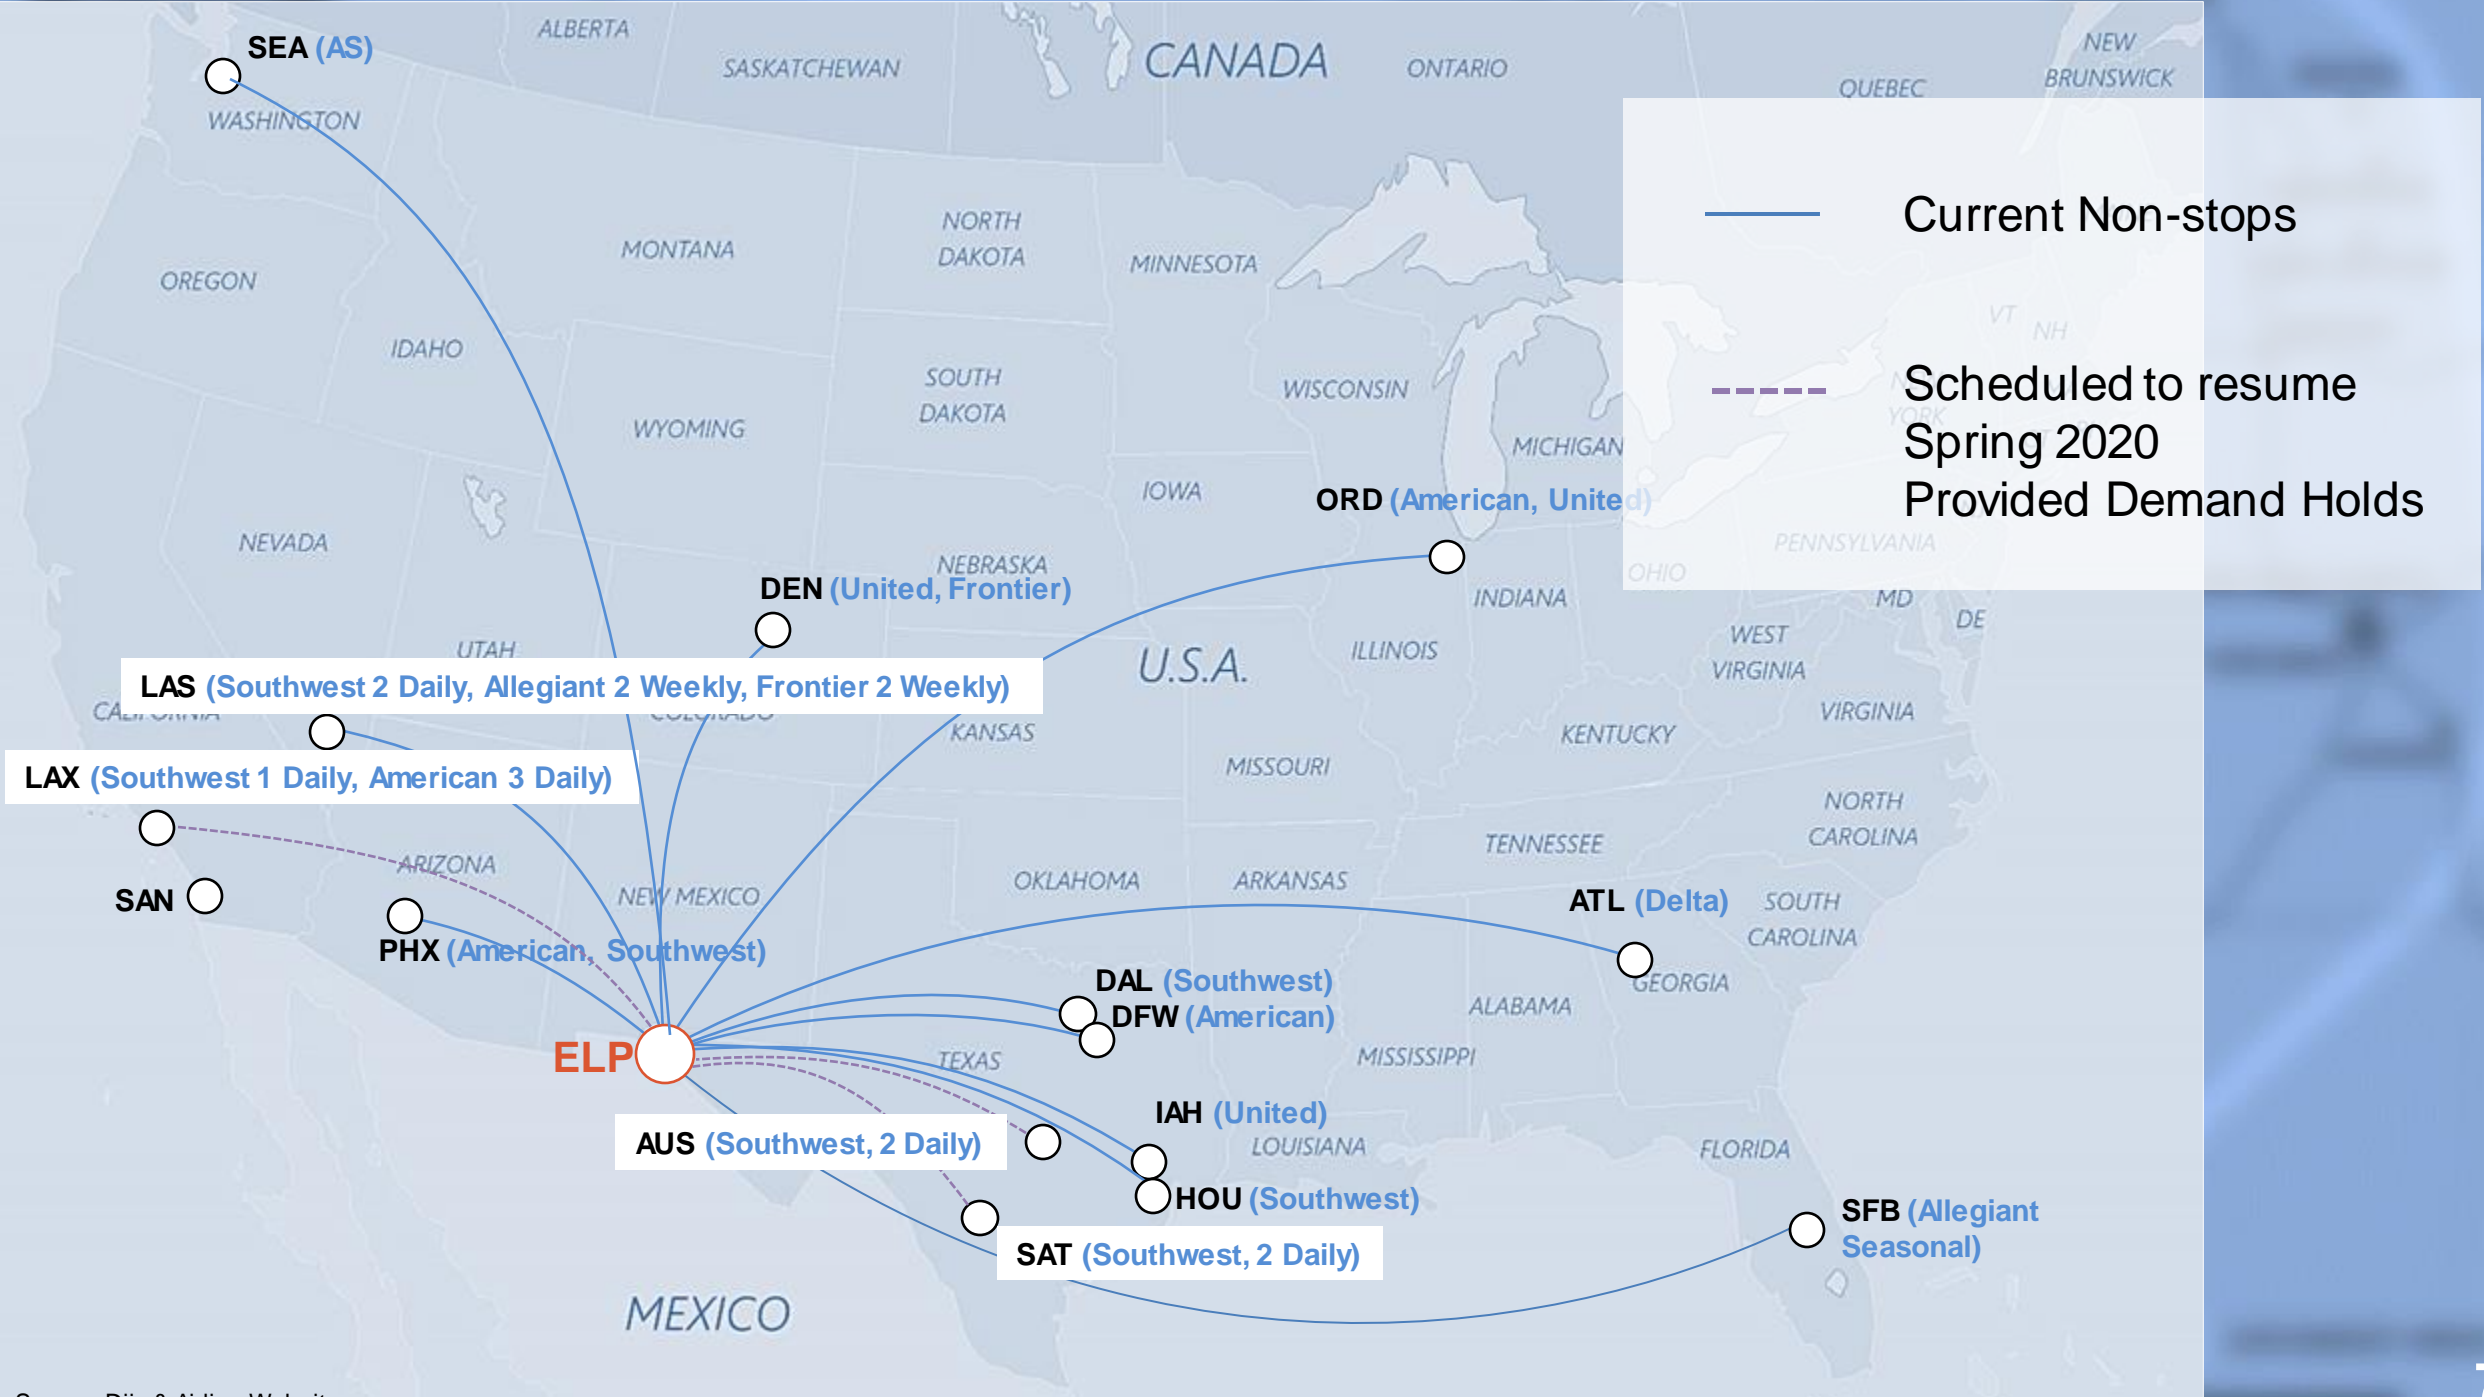 SEA (AS)
ALBERTA
SASKATCHEWAN
CANADA
ONTARIO
QUEBEC
NEW
BRUNSWICK
WASHINGTON
Current Non-stops
OREGON
MONTANA
NORTH
DAKOTA
MINNESOTA
VT
NH
IDAHO
SOUTH
DAKOTA
WISCONSIN
Scheduled to resume
Spring 2020
Provided Demand Holds
YORK
WYOMING
MICHIGAN
IOWA
ORD (American, United)
NEVADA
NEBRASKA
PENNSYLVANIA
OHIO
DEN (United, Frontier)
INDIANA
MD
DE
UTAH
U.S.A.
ILLINOIS
WEST
VIRGINIA
LAS (Southwest 2 Daily, Allegiant 2 Weekly, Frontier 2 Weekly)
CALIFORNIA
COLORADO
KANSAS
KENTUCKY
VIRGINIA
LAX (Southwest 1 Daily, American 3 Daily)
MISSOURI
NORTH
CAROLINA
TENNESSEE
ARIZONA
NEW MEXICO
OKLAHOMA
ARKANSAS
SAN
ATL (Delta)
SOUTH
CAROLINA
PHX (American, Southwest)
DAL (Southwest)
GEORGIA
DFW (American)
ALABAMA
ELP
TEXAS
MISSISSIPPI
IAH (United)
AUS (Southwest, 2 Daily)
LOUISIANA
FLORIDA
HOU (Southwest)
SFB (Allegiant
Seasonal)
SAT (Southwest, 2 Daily)
MEXICO